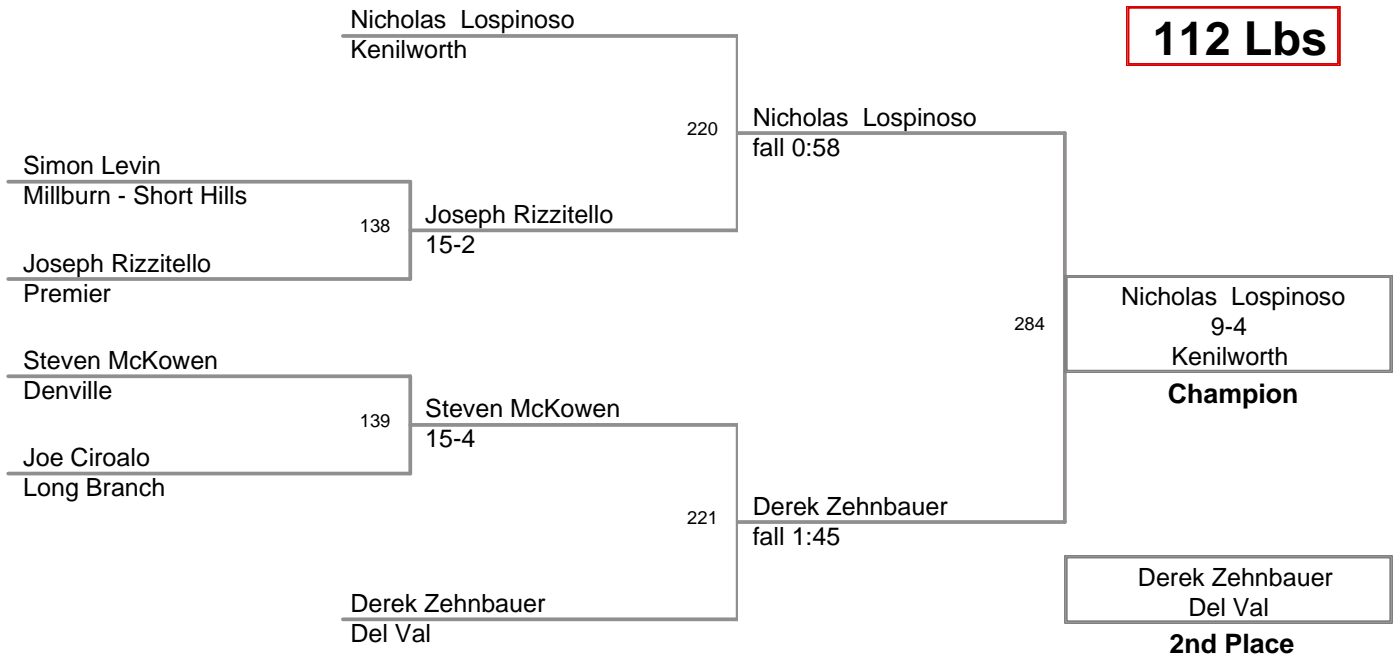 Nicholas  Lospinoso
Kenilworth
112 Lbs
220
Nicholas  Lospinoso
fall 0:58
Simon Levin
Millburn - Short Hills
138
Joseph Rizzitello
15-2
Joseph Rizzitello
Premier
284
Nicholas  Lospinoso
9-4
Kenilworth
Champion
Steven McKowen
Denville
139
Steven McKowen
15-4
Joe Ciroalo
Long Branch
221
Derek Zehnbauer
fall 1:45
Derek Zehnbauer
Del Val
Derek Zehnbauer
Del Val
2nd Place